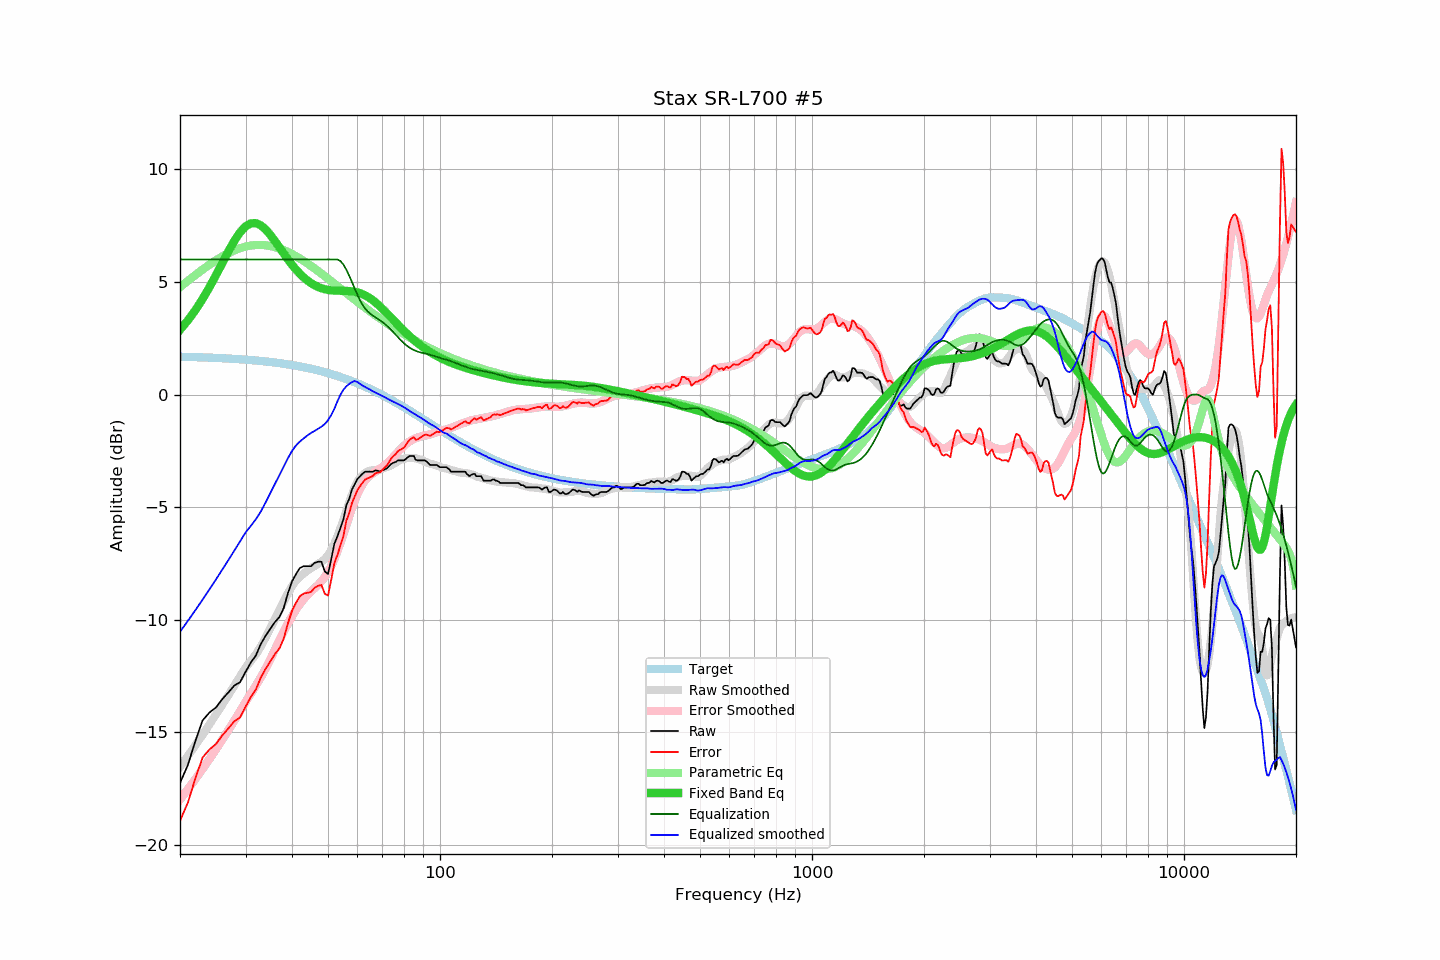 Stax SR-L700 #5
Amplitude (dBr)
10
5
0
−5
−10
−15
−20
100
1000
10000
Frequency (Hz)
Target
Raw Smoothed
Error Smoothed
Raw
Error
Parametric Eq
Fixed Band Eq
Equalization
Equalized smoothed